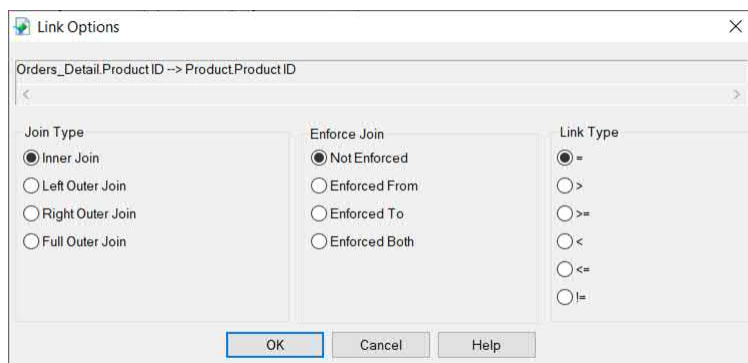 Link Options
Orders_Detail.Product ID --> Product.Product ID
Join Type
Inner Join
Left Outer Join
Right Outer Join
Full Outer Join
Enforce Join
Not Enforced
Enforced From
Enforced To
Enforced Both
Link Type
=
>
>=
<
<=
!=
OK
Cancel
Help